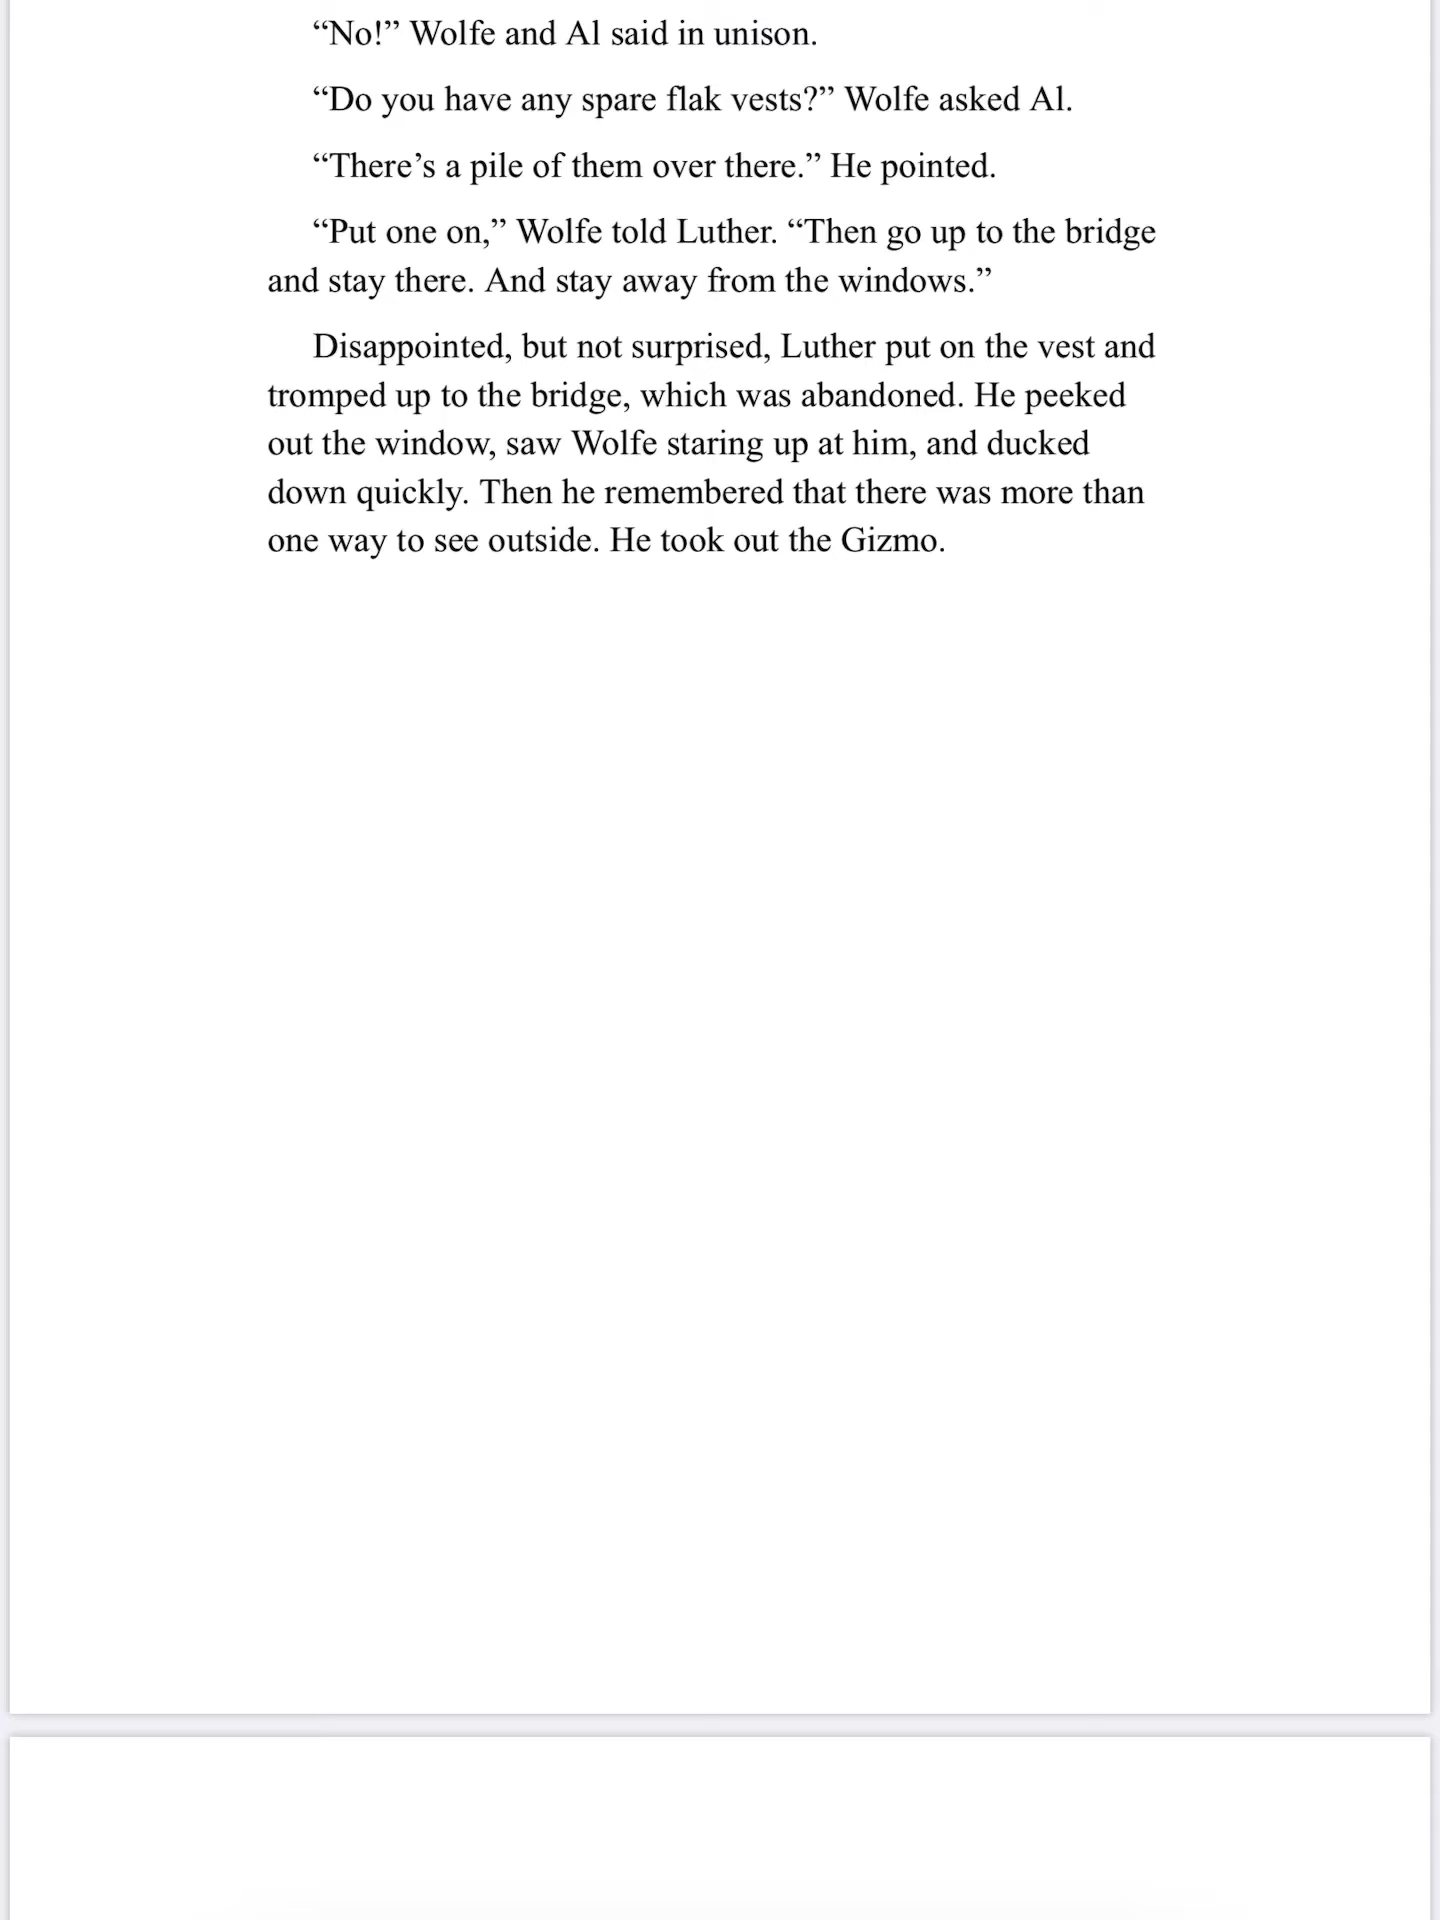 “No!” Wolfe and Al said in unison.
“Do you have any spare flak vests?” Wolfe asked Al.
“There’s a pile of them over there.” He pointed.
“Put one on,” Wolfe told Luther. “Then go up to the bridge
and stay there. And stay away from the windows.”
Disappointed, but not surprised, Luther put on the vest and
tromped up to the bridge, which was abandoned. He peeked
out the window, saw Wolfe staring up at him, and ducked
down quickly. Then he remembered that there was more than
one way to see outside. He took out the Gizmo.